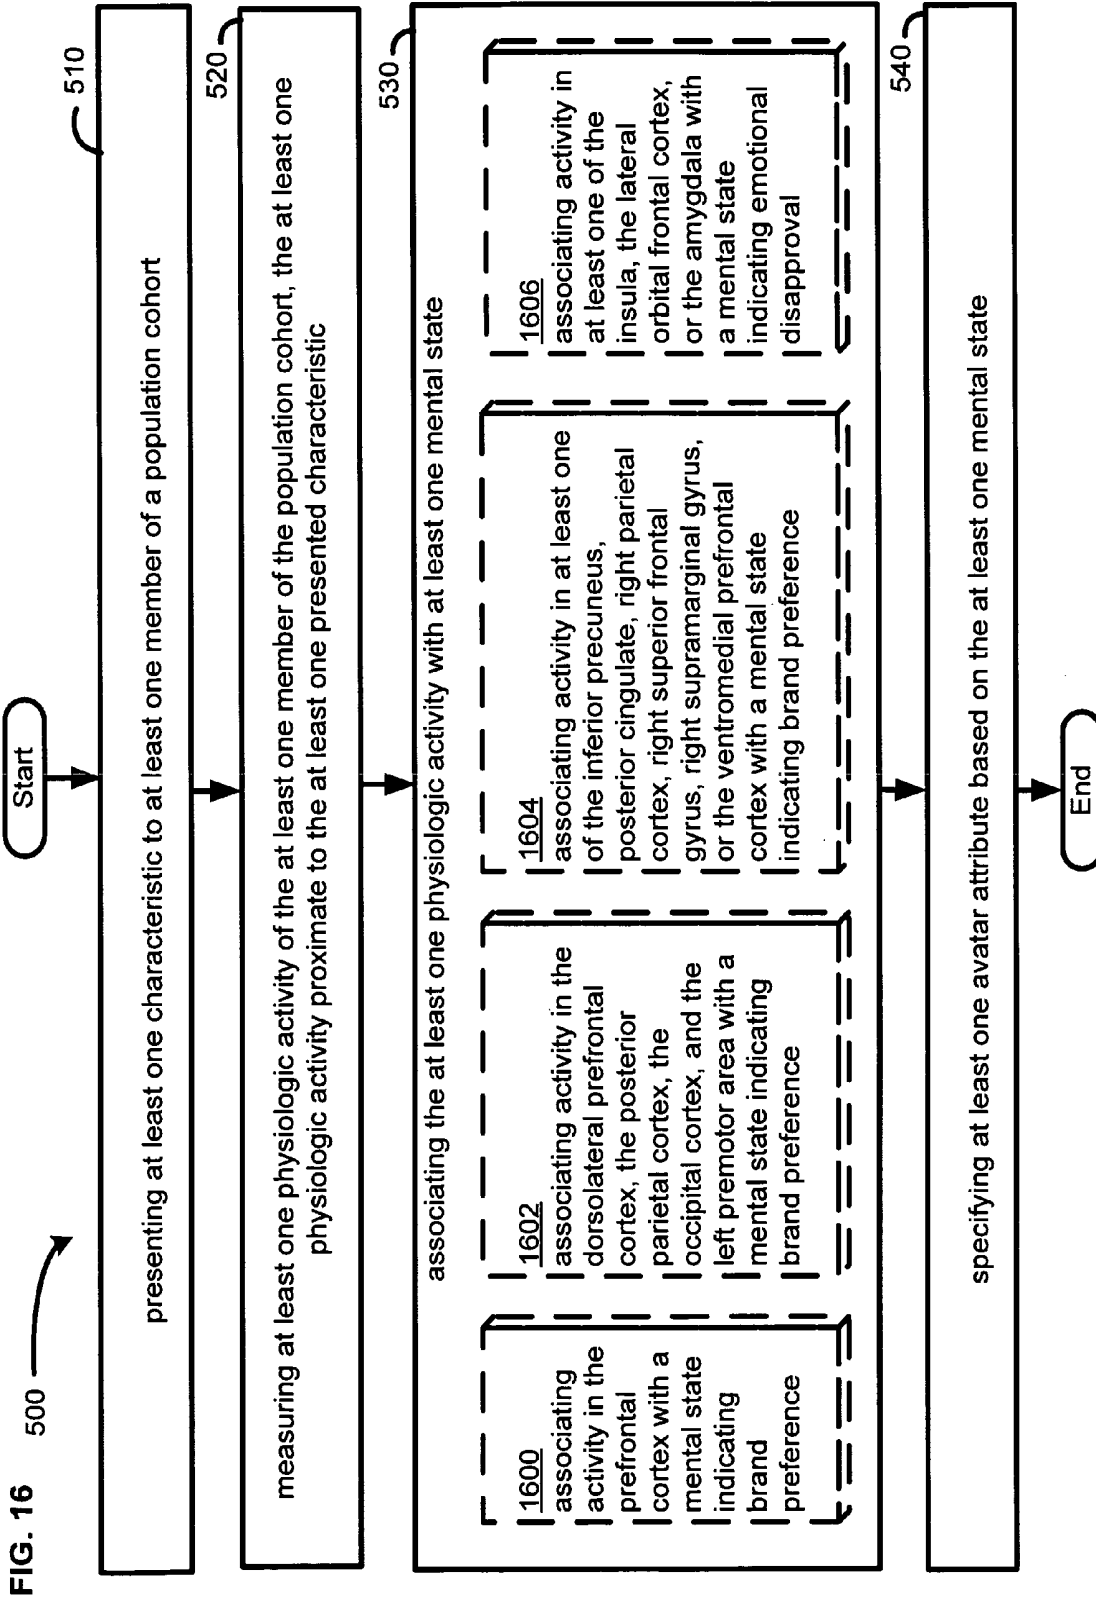 FIG. 16
500
Start
510
presenting at least one characteristic to at least one member of a population cohort
520
measuring at least one physiologic activity of the at least one member of the population cohort, the at least one
physiologic activity proximate to the at least one presented characteristic
530
associating the at least one physiologic activity with at least one mental state
1600
associating
activity in the
prefrontal
cortex with a
mental state
indicating
brand
preference
1602
associating activity in the
dorsolateral prefrontal
cortex, the posterior
parietal cortex, the
occipital cortex, and the
left premotor area with a
mental state indicating
brand preference
1604
associating activity in at least one
of the inferior precuneus,
posterior cingulate, right parietal
cortex, right superior frontal
gyrus, right supramarginal gyrus,
or the ventromedial prefrontal
cortex with a mental state
indicating brand preference
1606
associating activity in
at least one of the
insula, the lateral
orbital frontal cortex,
or the amygdala with
a mental state
indicating emotional
disapproval
540
specifying at least one avatar attribute based on the at least one mental state
End